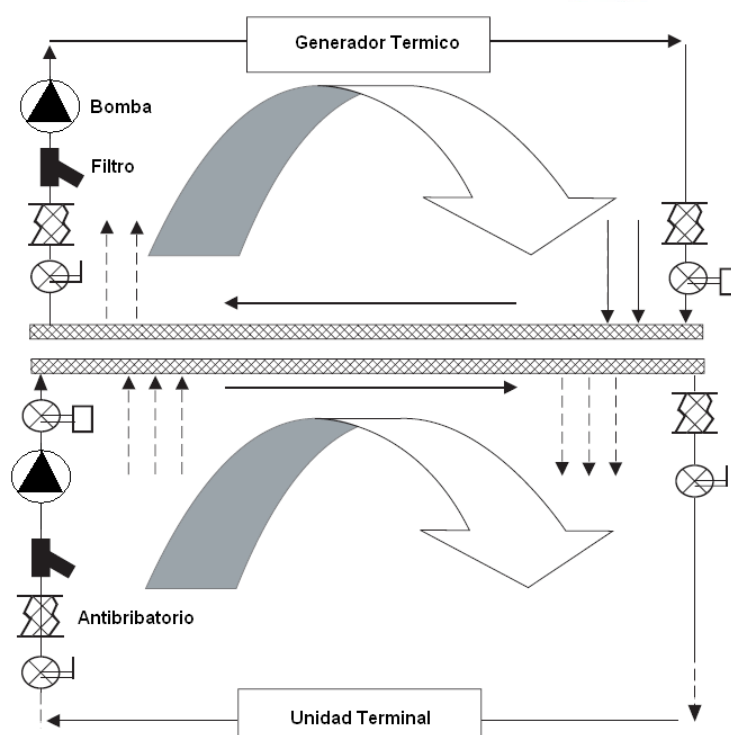 Generador Termico
Bomba
Filtro
Antibribatorio
Unidad Terminal